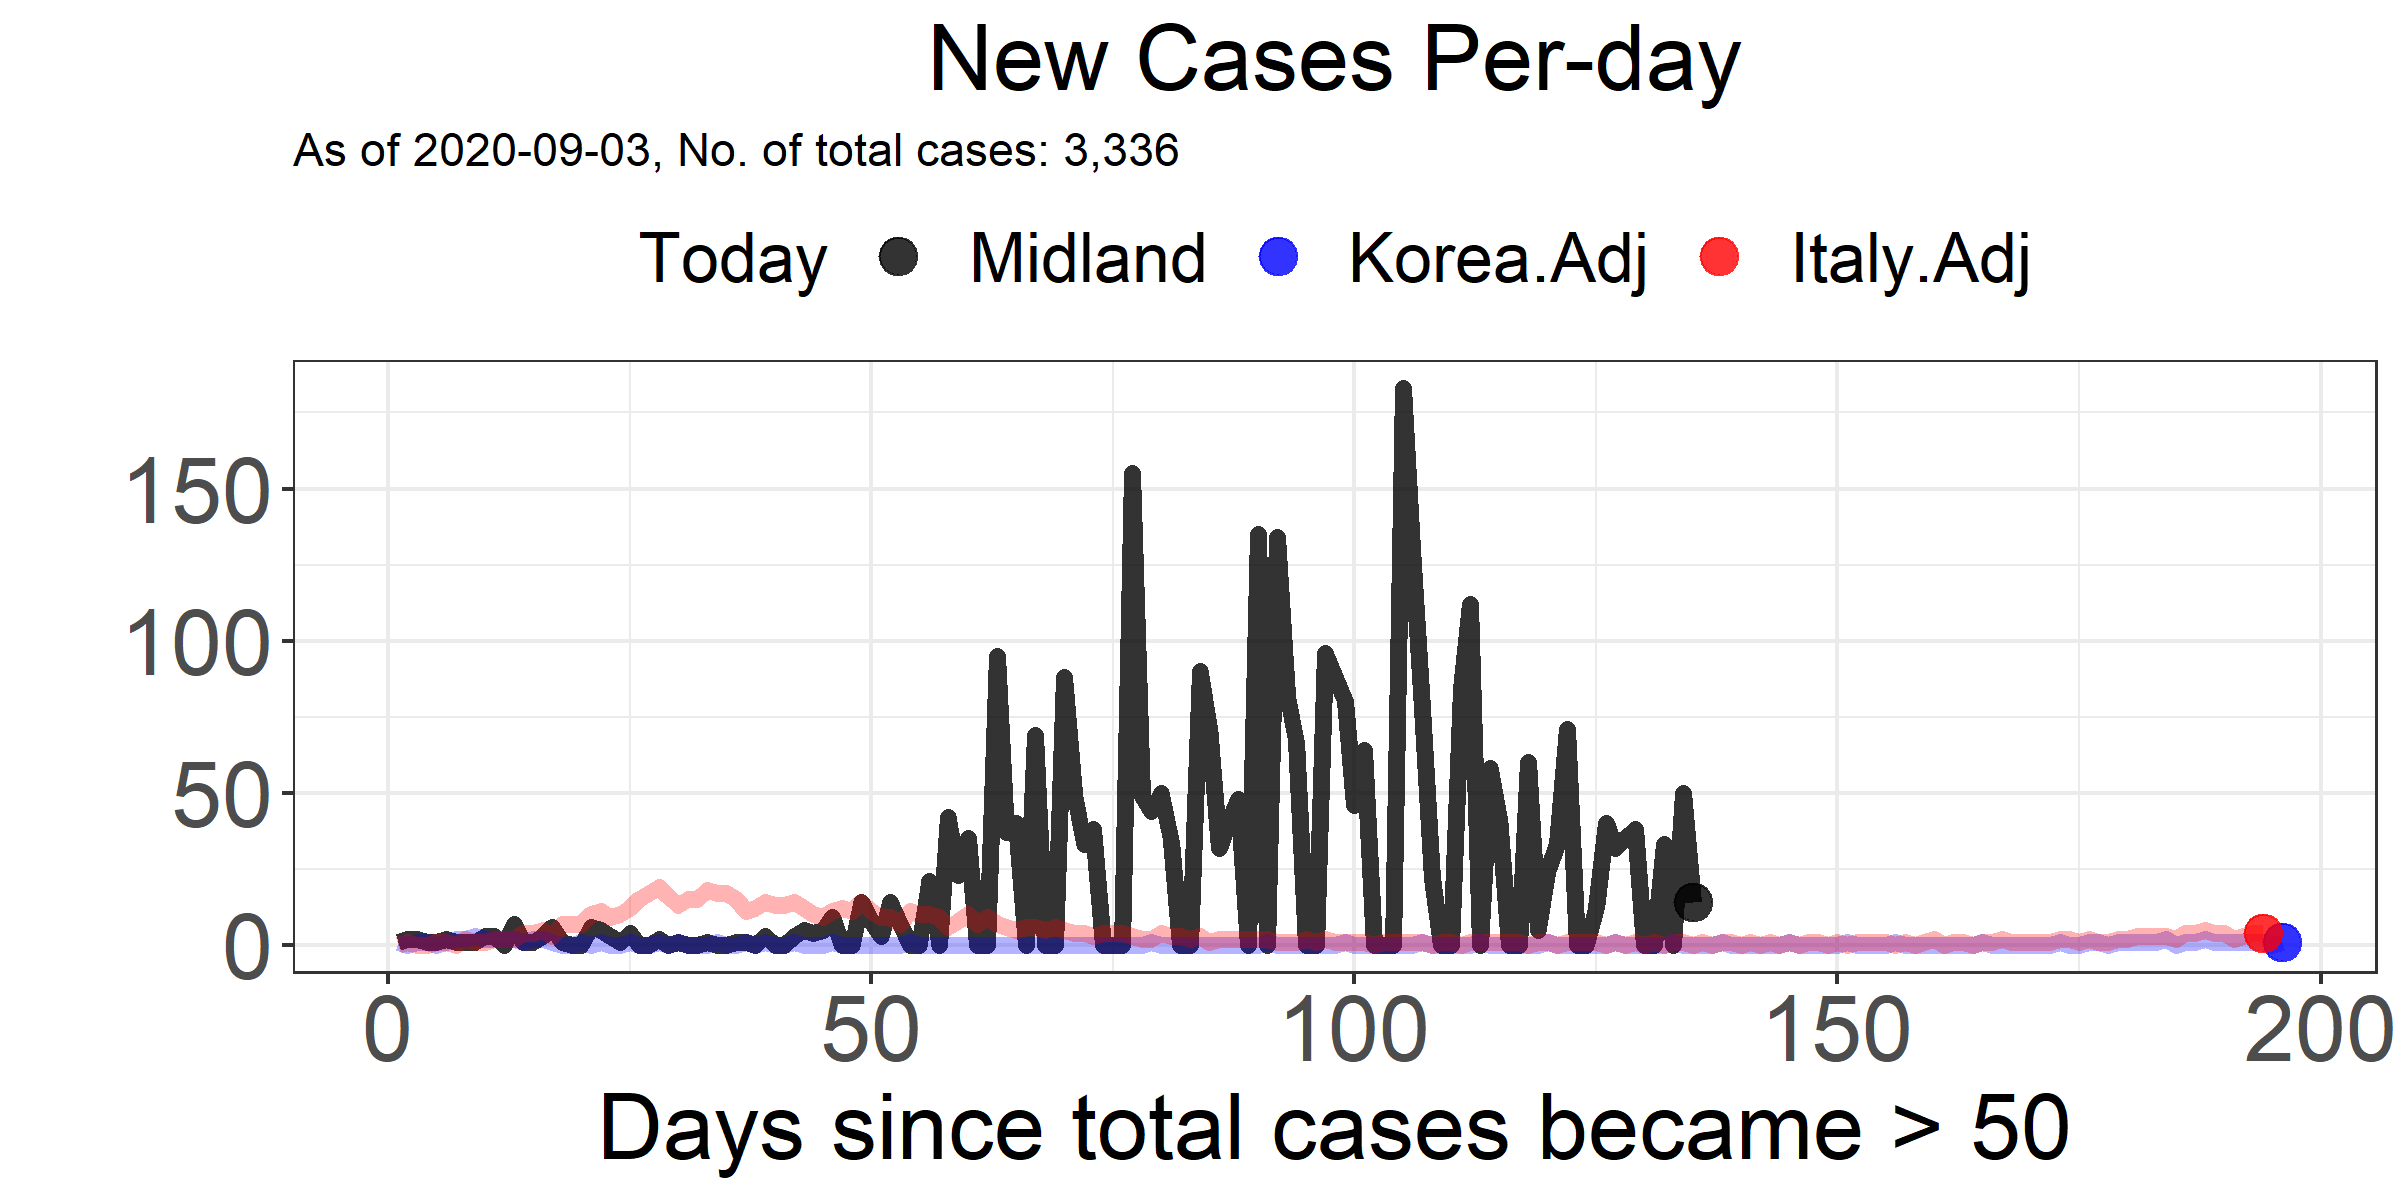 New Cases Per-day
As of 2020-09-03, No. of total cases: 3,336
Today Midland Korea.Adj Italy.Adj
150
100
50
0
0 50 100 150 200
Days since total cases became > 50